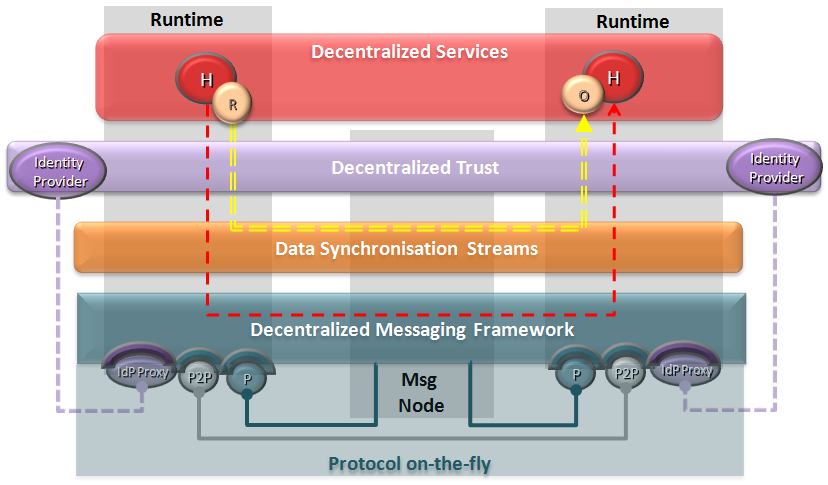 Runtime
Runtime
Decentralized Services
H
R
O
H
Identity
Provider
Decentralized Trust
Identity
Provider
Data Synchronisation Streams
Decentralized Messaging Framework
IdP Proxy
P2P
P
Msg
Node
P
P2P
IdP Proxy
Protocol on-the-fly